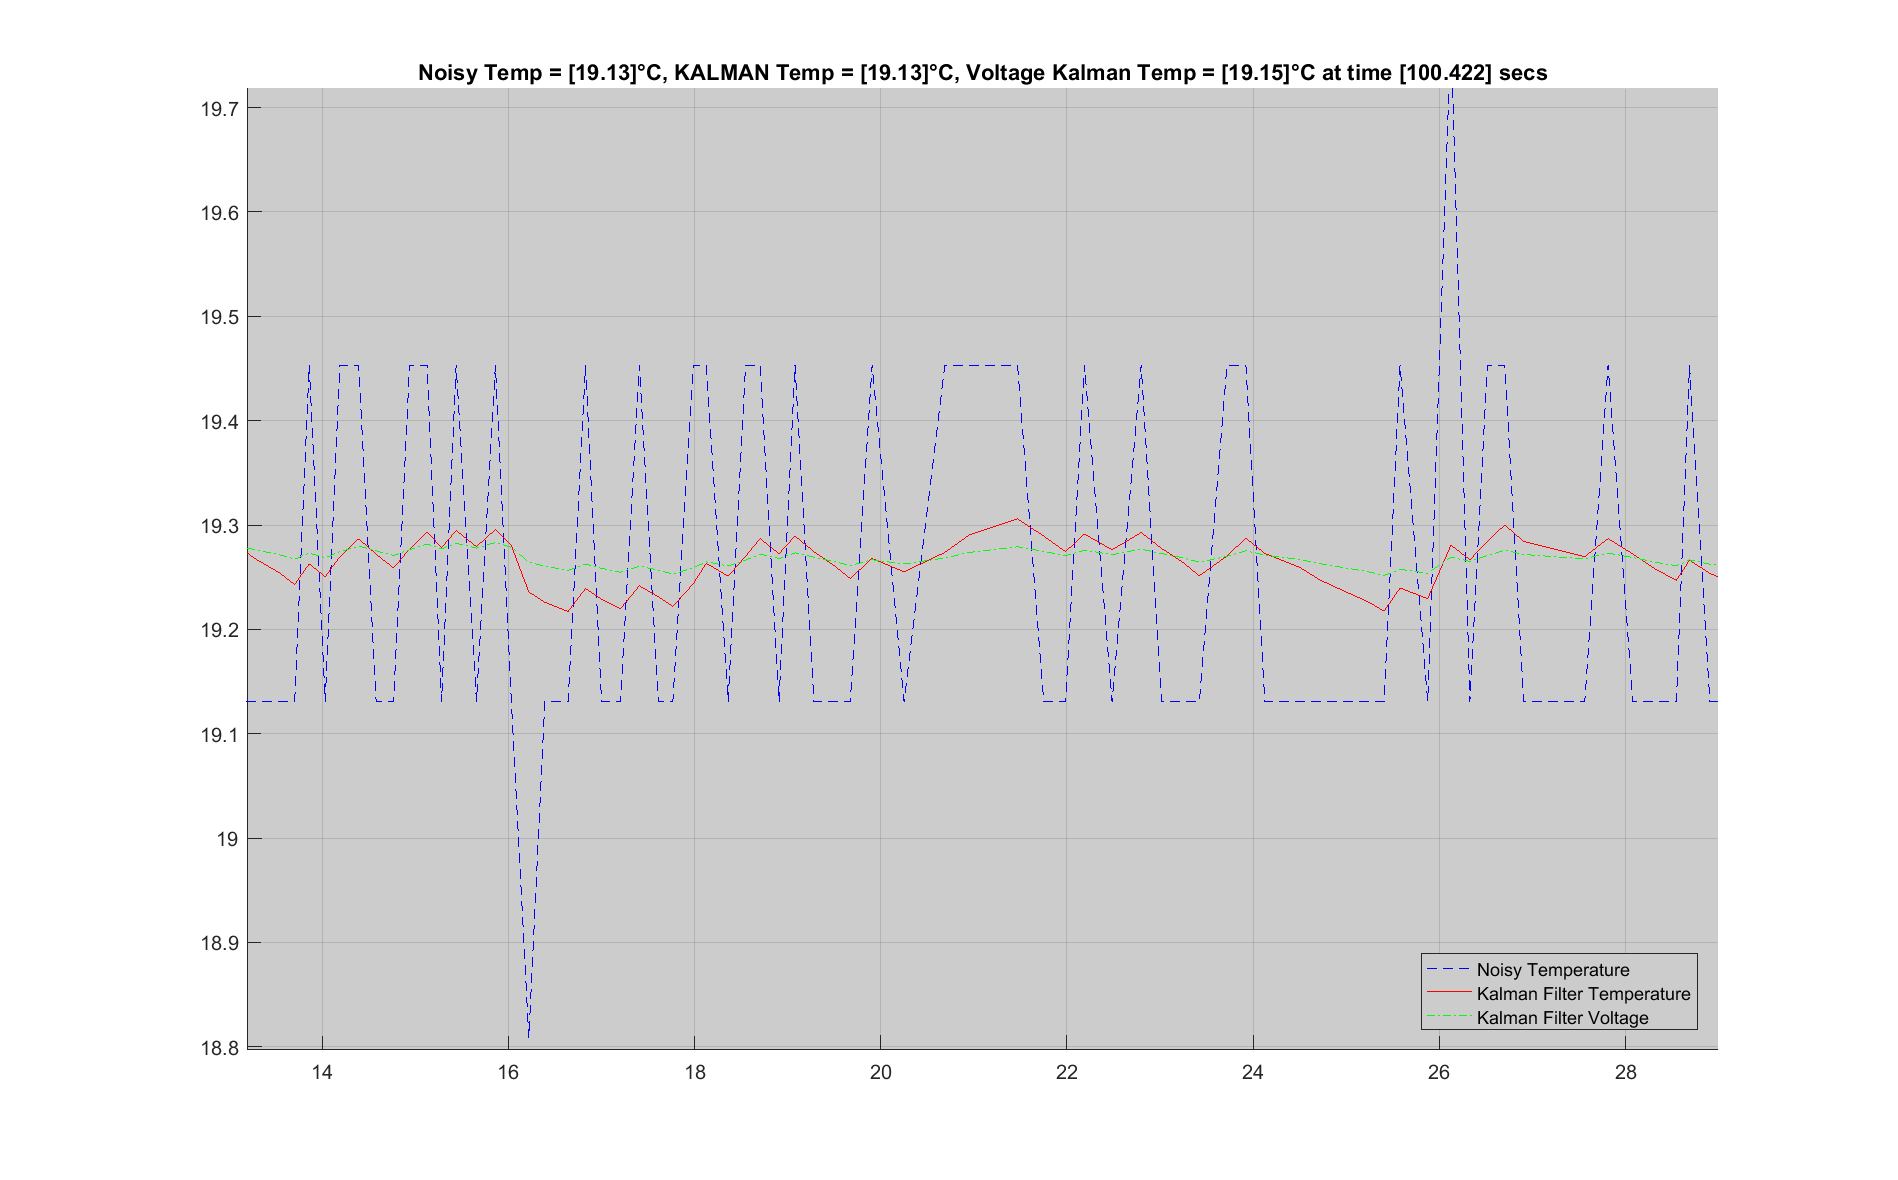 Noisy Temp = [19.13]°C, KALMAN Temp = [19.13]°C, Voltage Kalman Temp = [19.15]°C at time [100.422] secs
19.7
19.6
19.5
19.4
19.3
19.2
19.1
19
18.9
18.8
14 16 18 20 22 24 26 28
Noisy Temperature
Kalman Filter Temperature
Kalman Filter Voltage